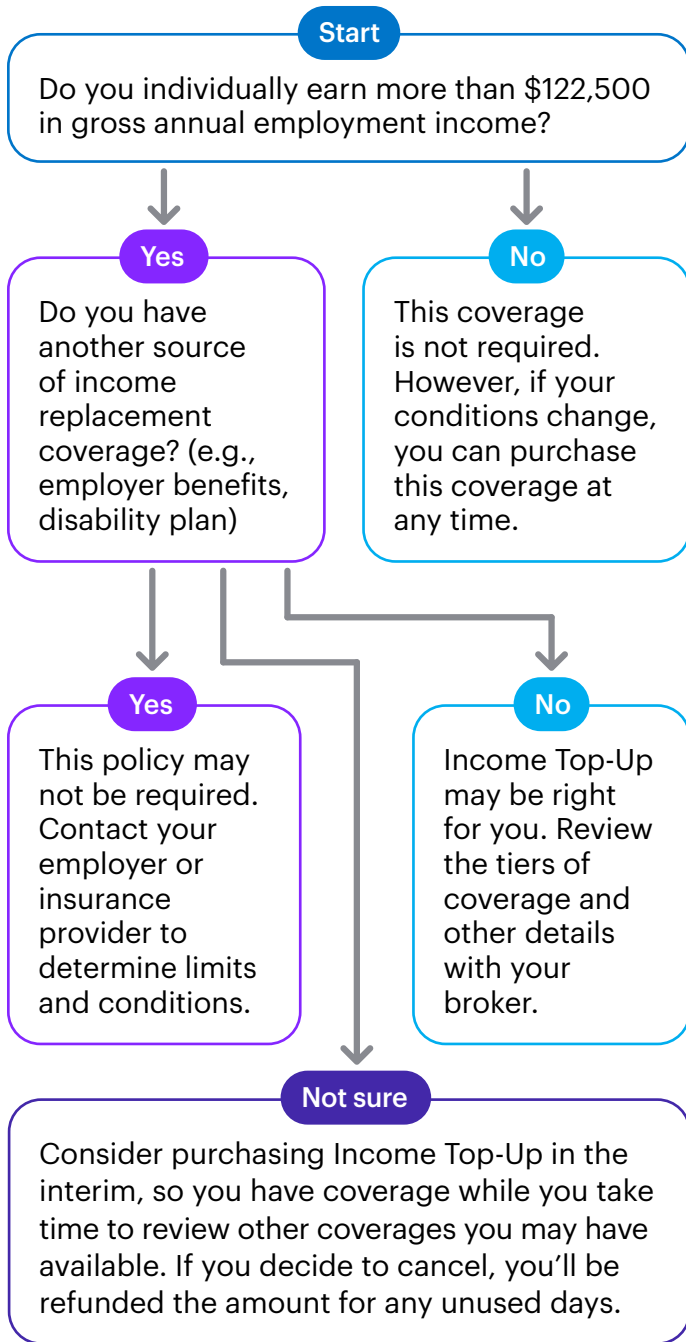 Start
Do you individually earn more than $122,500
in gross annual employment income?
Yes
Do you have
another source
of income
replacement
coverage? (e.g.,
employer benefits,
disability plan)
No
This coverage
is not required.
However, if your
conditions change,
you can purchase
this coverage at
any time.
Yes
This policy may
not be required.
Contact your
employer or
insurance
provider to
determine limits
and conditions.
No
Income Top-Up
may be right
for you. Review
the tiers of
coverage and
other details
with your
broker.
Not sure
Consider purchasing Income Top-Up in the
interim, so you have coverage while you take
time to review other coverages you may have
available. If you decide to cancel, you’ll be
refunded the amount for any unused days.